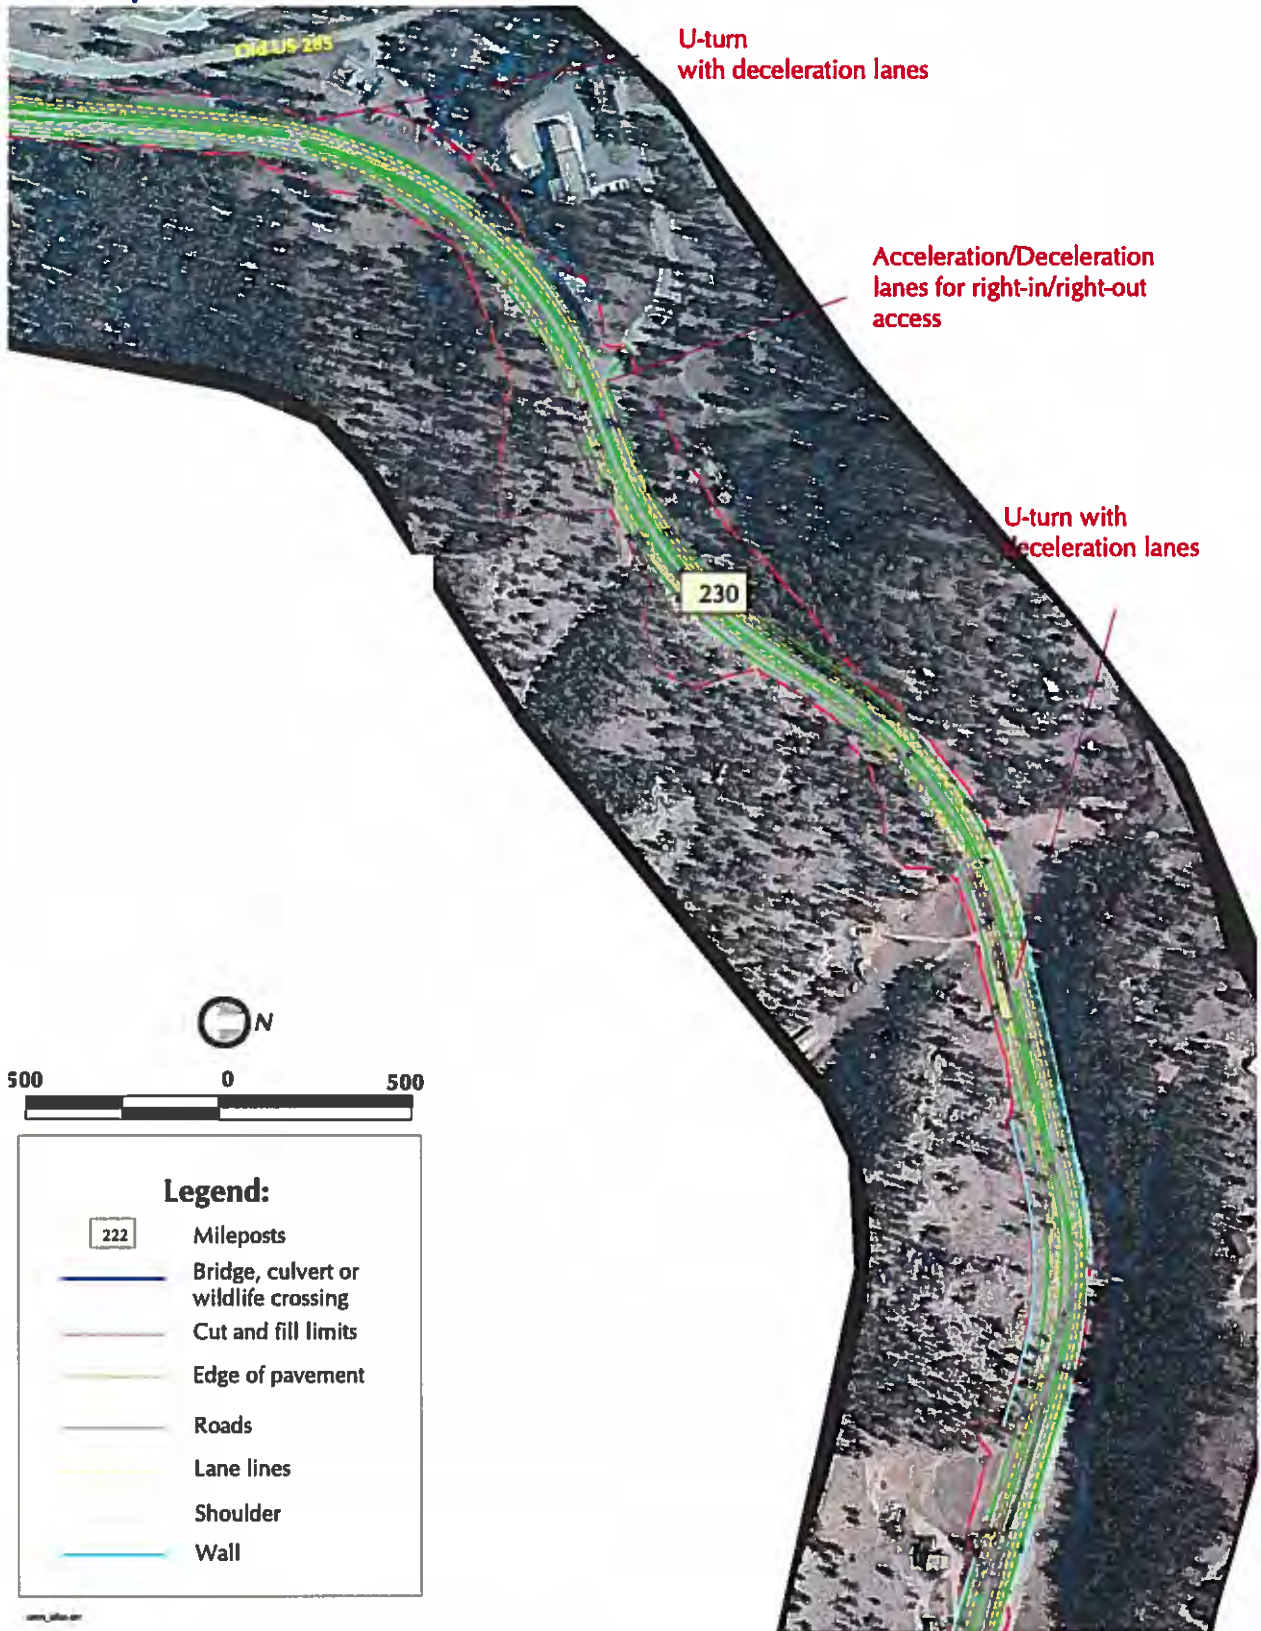 Old US 285
U-turn
with deceleration lanes
Acceleration/Deceleration
lanes for right-in/right-out
access
U-turn with
deceleration lanes
230
N
500 0 500
Legend:
222 Mileposts
Bridge, culvert or
wildlife crossing
Cut and fill limits
Edge of pavement
Roads
Lane lines
Shoulder
Wall